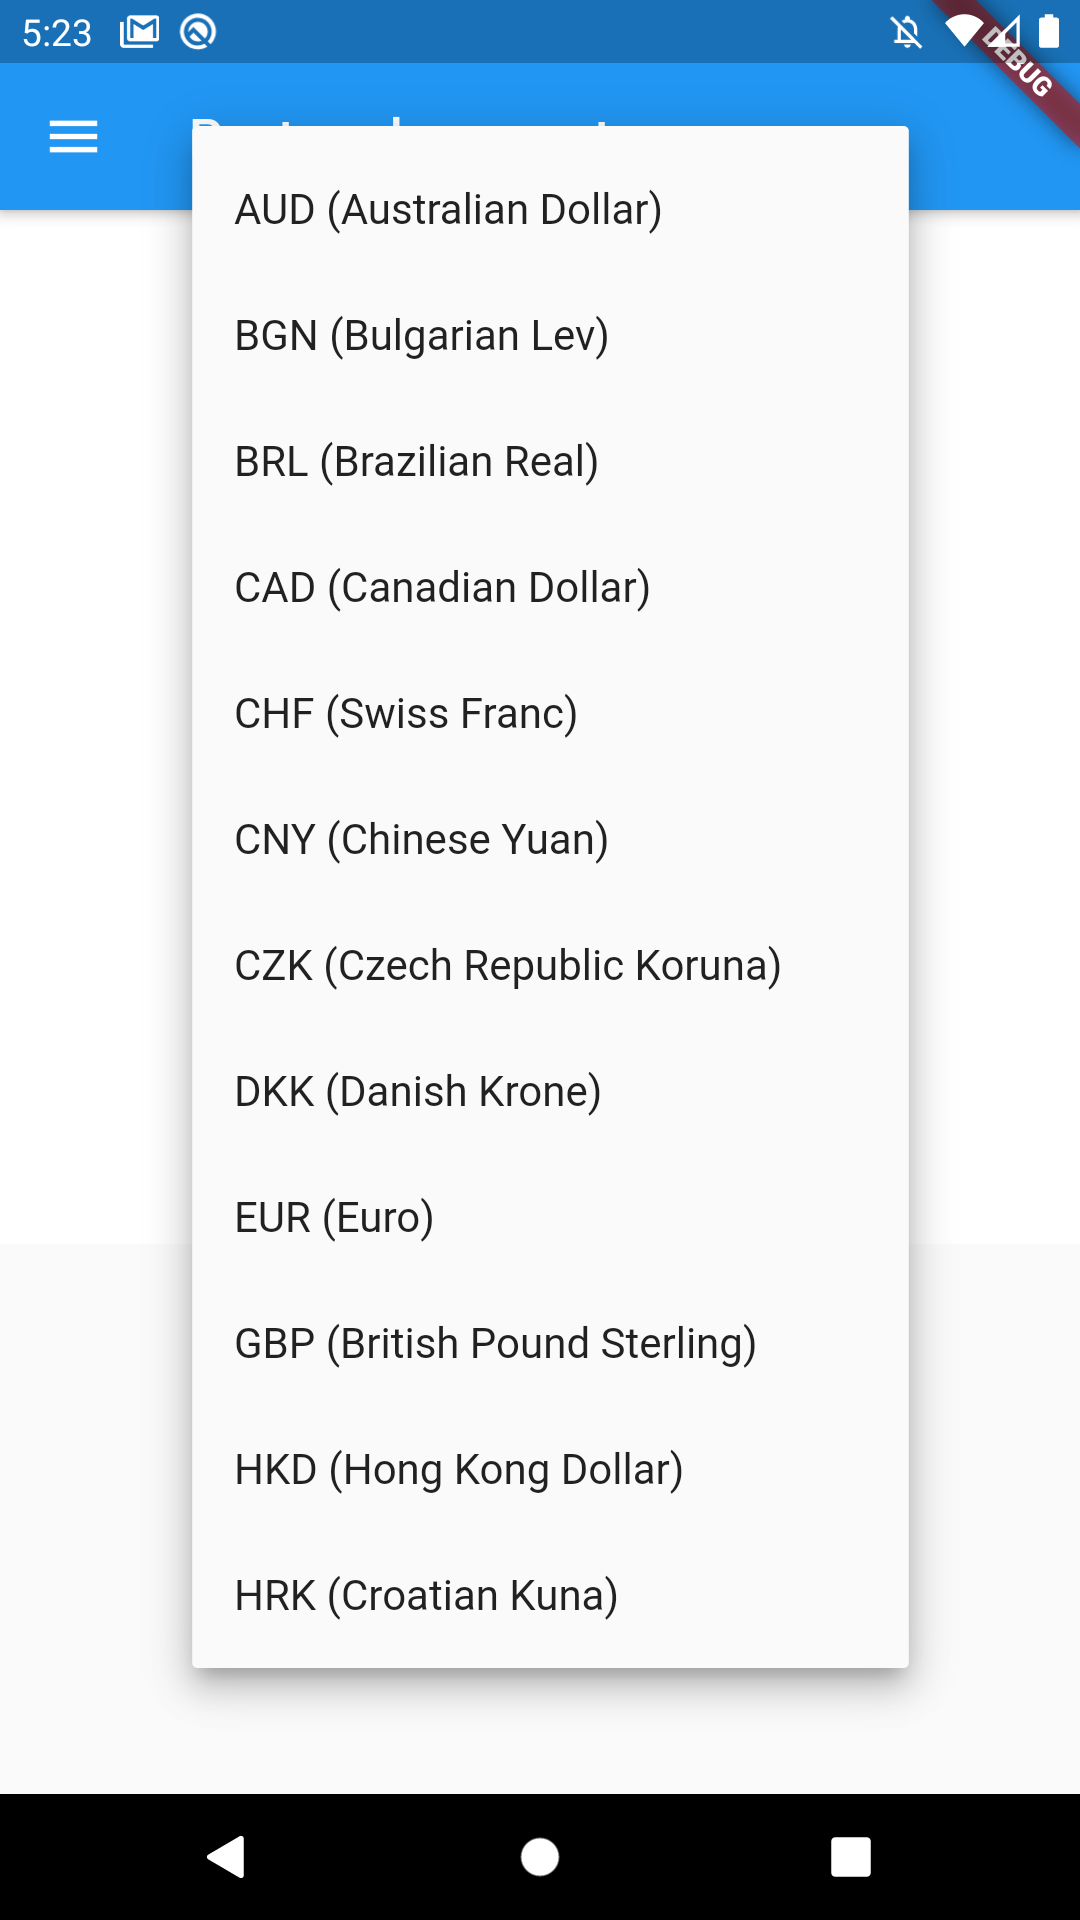 5:23
DEBUG
AUD (Australian Dollar)
BGN (Bulgarian Lev)
BRL (Brazilian Real)
CAD (Canadian Dollar)
CHF (Swiss Franc)
CNY (Chinese Yuan)
CZK (Czech Republic Koruna)
DKK (Danish Krone)
EUR (Euro)
GBP (British Pound Sterling)
HKD (Hong Kong Dollar)
HRK (Croatian Kuna)